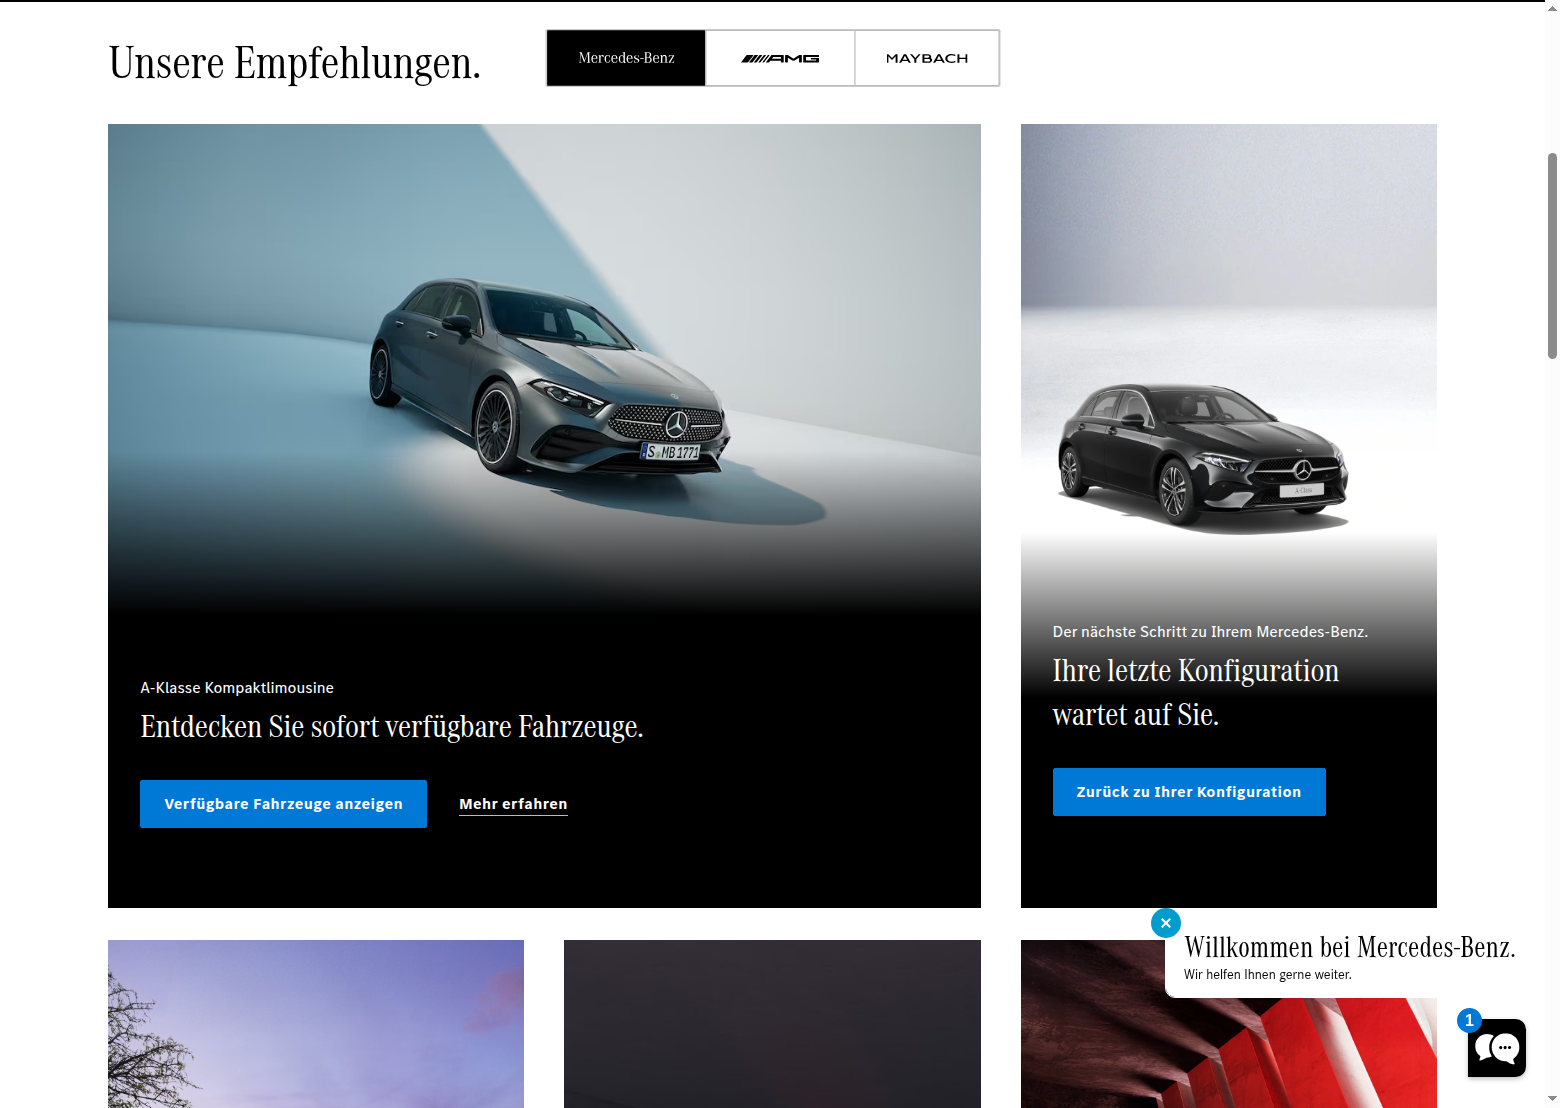 Unsere Empfehlungen.
Mercedes-Benz
AMG
MAYBACH
S MB 1771
A-Class
A-Klasse Kompaktlimousine
Entdecken Sie sofort verfügbare Fahrzeuge.
Verfügbare Fahrzeuge anzeigen
Mehr erfahren
Der nächste Schritt zu Ihrem Mercedes-Benz.
Ihre letzte Konfiguration
wartet auf Sie.
Zurück zu Ihrer Konfiguration
Willkommen bei Mercedes-Benz.
Wir helfen Ihnen gerne weiter.
1